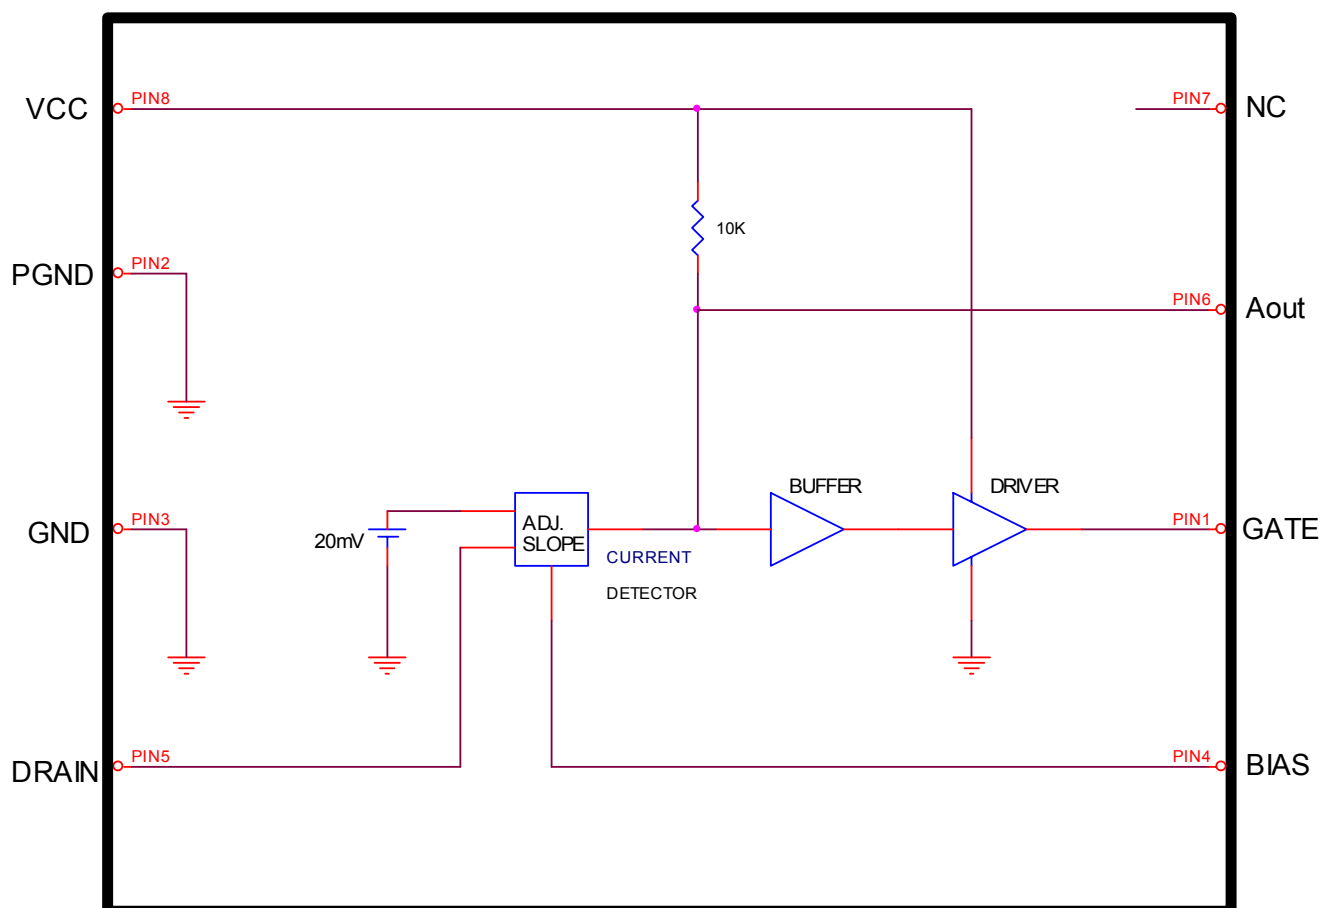 VCC
PIN8
PIN7
NC
10K
PGND
PIN2
PIN6
Aout
BUFFER
DRIVER
GND
PIN3
20mV
ADJ.
SLOPE
CURRENT
DETECTOR
PIN1
GATE
DRAIN
PIN5
PIN4
BIAS